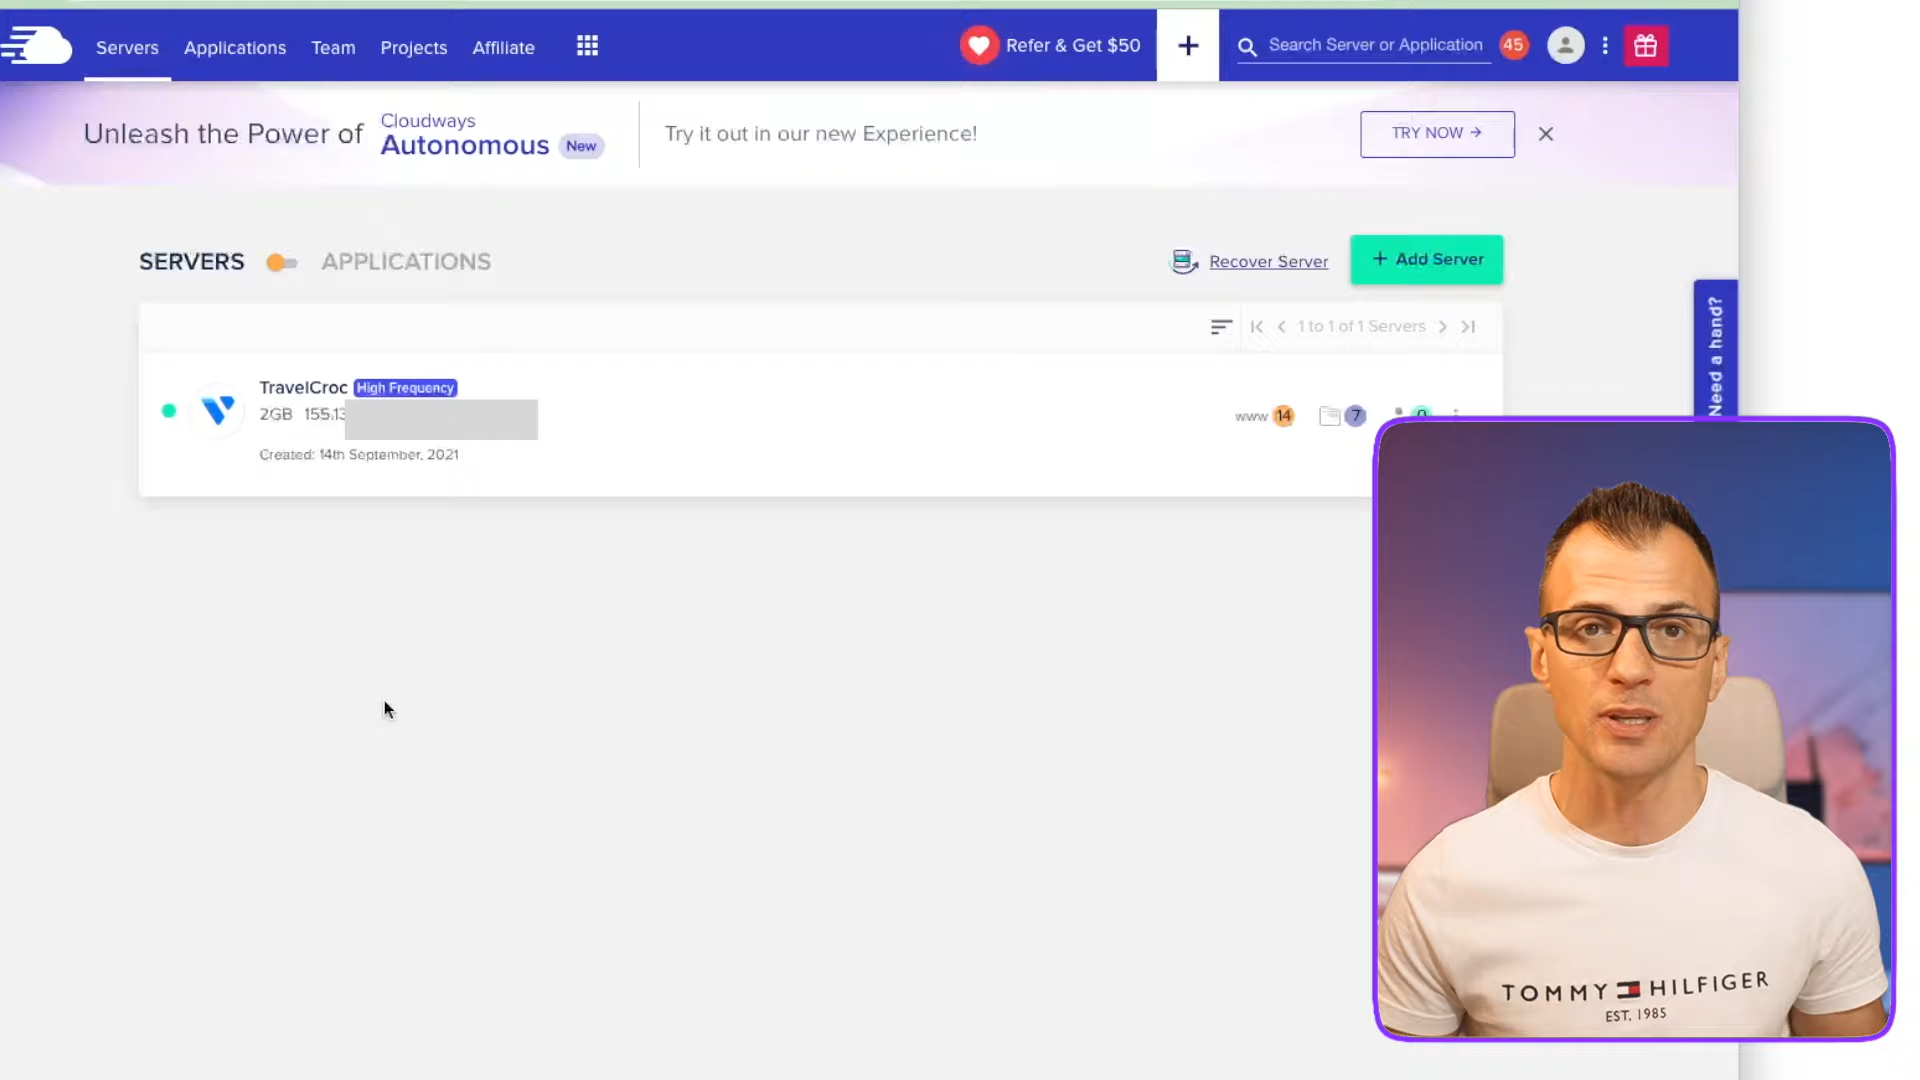 Servers Applications Team Projects Affiliate
Refer & Get $50
+
Search Server or Application
45
Unleash the Power of
Cloudways
Autonomous New
Try it out in our new Experience!
TRY NOW →
SERVERS APPLICATIONS
Recover Server
+ Add Server
1 to 1 of 1 Servers
Need a hand?
TravelCroc High Frequency
2GB 155.13
www 14
7
Created: 14th September, 2021
TOMMY HILFIGER
EST. 1985